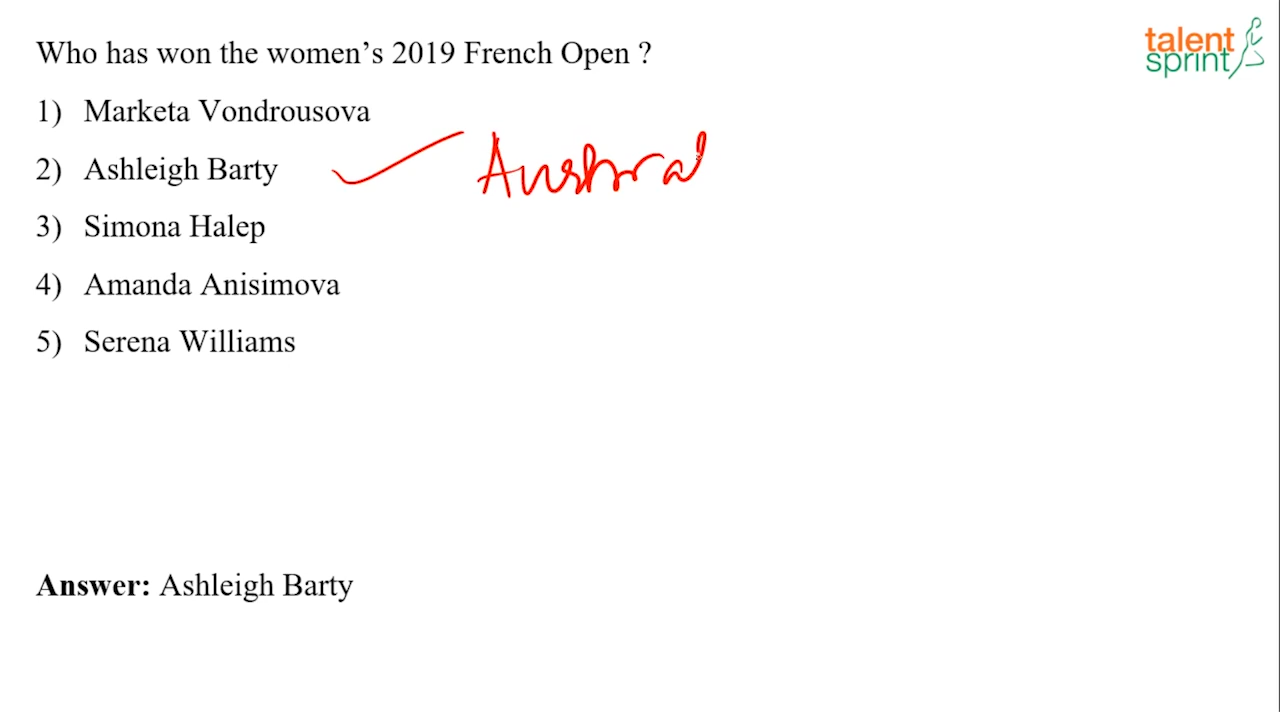 talent
sprint
Who has won the women’s 2019 French Open ?
1) Marketa Vondrousova
2) Ashleigh Barty Austral
3) Simona Halep
4) Amanda Anisimova
5) Serena Williams
Answer: Ashleigh Barty